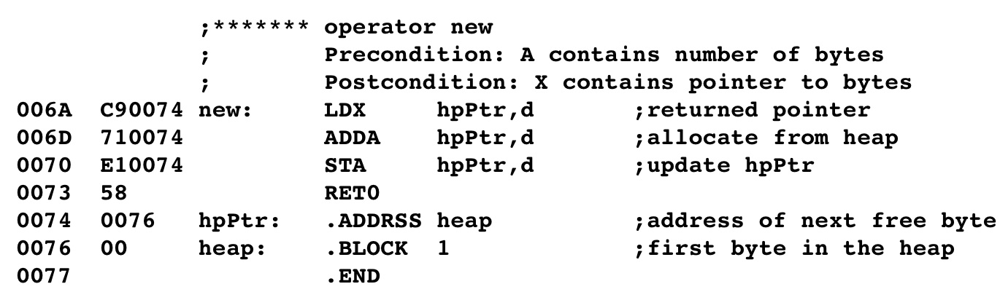 ;******* operator new
;        Precondition: A contains number of bytes
;        Postcondition: X contains pointer to bytes
006A  C90074 new:     LDX     hpPtr,d       ;returned pointer
006D  710074          ADDA    hpPtr,d       ;allocate from heap
0070  E10074          STA     hpPtr,d       ;update hpPtr
0073  58              RET0
0074  0076   hpPtr:   .ADDRSS heap          ;address of next free byte
0076  00     heap:    .BLOCK  1             ;first byte in the heap
0077                  .END